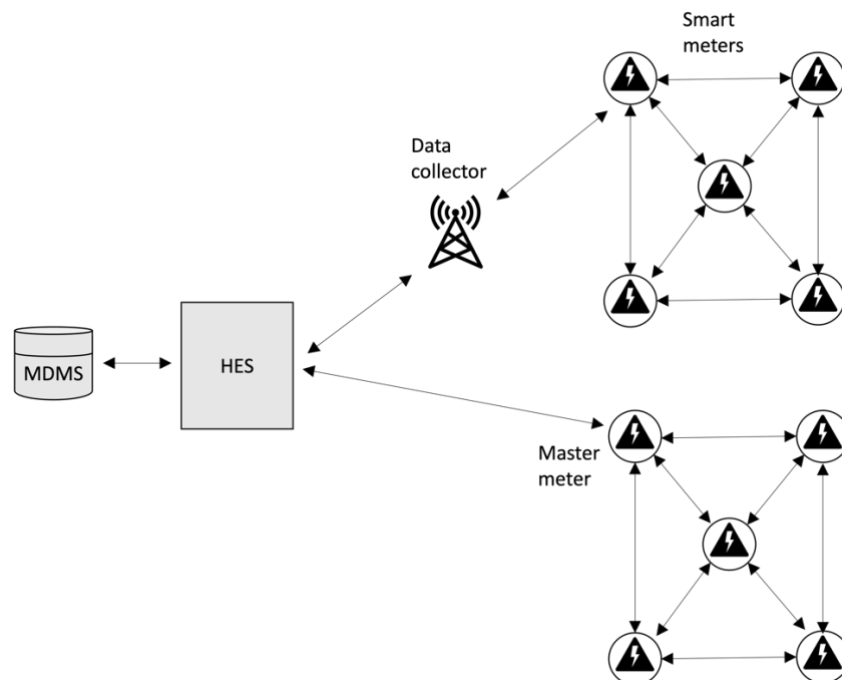 Smart
meters
Data
collector
MDMS
HES
Master
meter